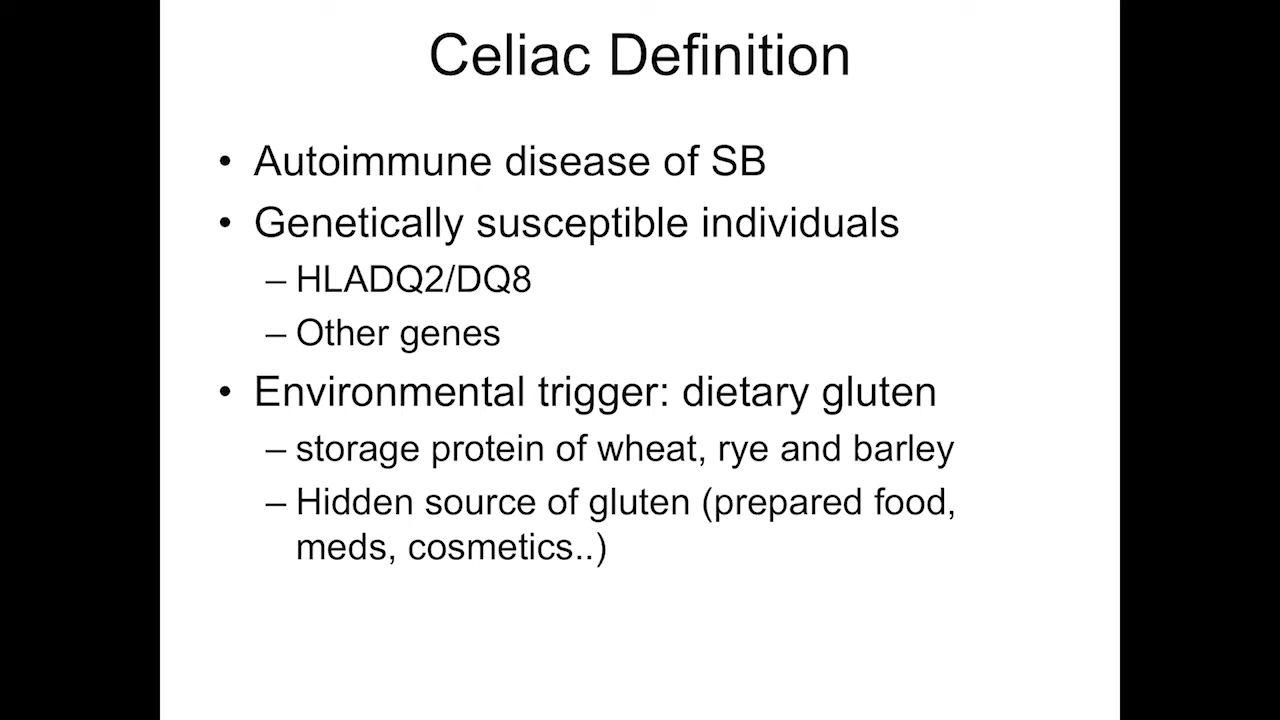 Celiac Definition
• Autoimmune disease of SB
• Genetically susceptible individuals
– HLADQ2/DQ8
– Other genes
• Environmental trigger: dietary gluten
– storage protein of wheat, rye and barley
– Hidden source of gluten (prepared food,
meds, cosmetics..)